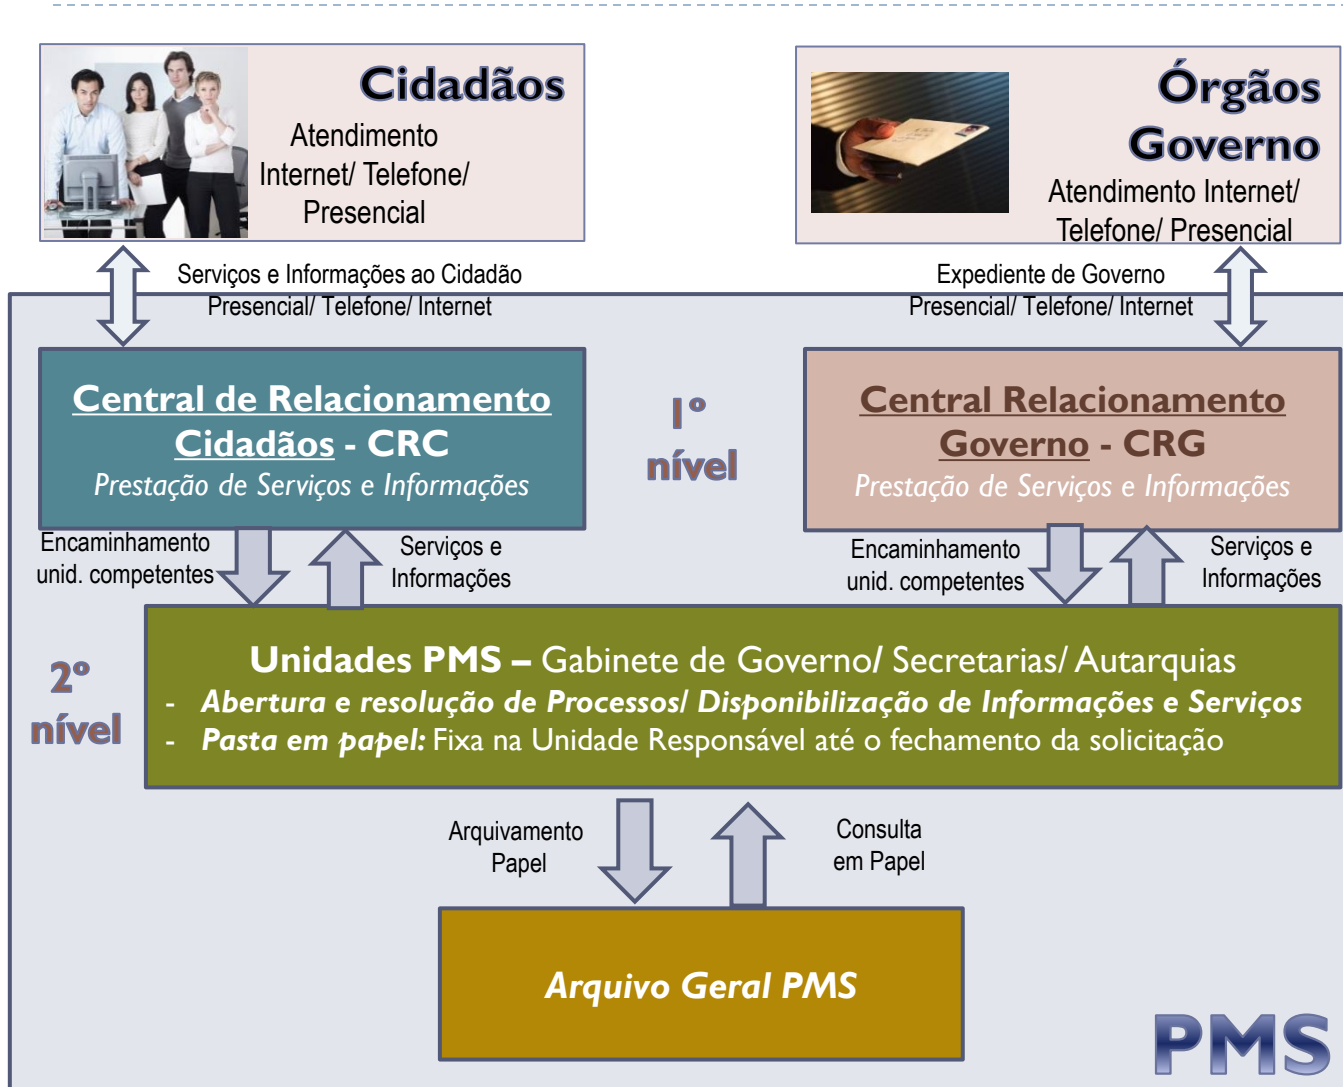 Cidadãos
Atendimento
Internet/ Telefone/
Presencial
Órgãos
Governo
Atendimento Internet/
Telefone/ Presencial
Serviços e Informações ao Cidadão
Presencial/ Telefone/ Internet
Expediente de Governo
Presencial/ Telefone/ Internet
Central de Relacionamento
Cidadãos - CRC
Prestação de Serviços e Informações
1º
nível
Central Relacionamento
Governo - CRG
Prestação de Serviços e Informações
Encaminhamento
unid. competentes
Serviços e
Informações
Encaminhamento
unid. competentes
Serviços e
Informações
2º
nível
Unidades PMS – Gabinete de Governo/ Secretarias/ Autarquias
- Abertura e resolução de Processos/ Disponibilização de Informações e Serviços
- Pasta em papel: Fixa na Unidade Responsável até o fechamento da solicitação
Arquivamento
Papel
Consulta
em Papel
Arquivo Geral PMS
PMS